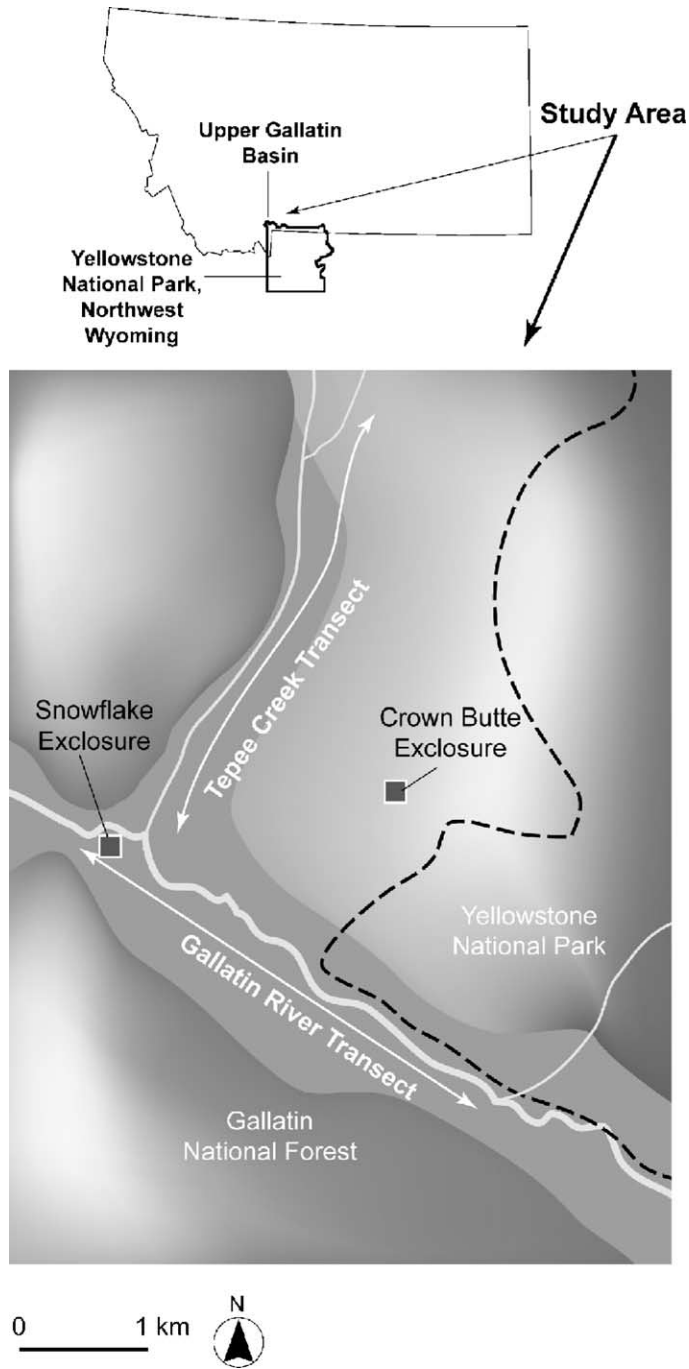 Upper Gallatin
Basin
Study Area
Yellowstone
National Park,
Northwest
Wyoming
Tepee Creek Transect
Snowflake
Exclosure
Crown Butte
Exclosure
Yellowstone
National Park
Gallatin River Transect
Gallatin
National Forest
0 1 km
N